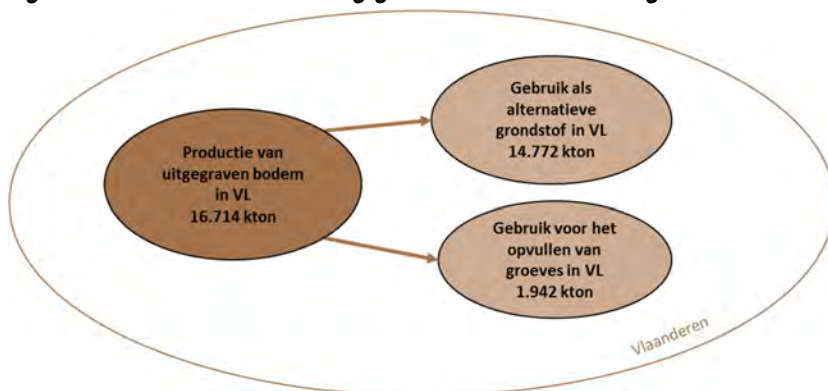 Productie van
uitgegraven bodem
in VL
16.714 kton
Gebruik als
alternatieve
grondstof in VL
14.772 kton
Gebruik voor het
opvullen van
groeves in VL
1.942 kton
Vlaanderen